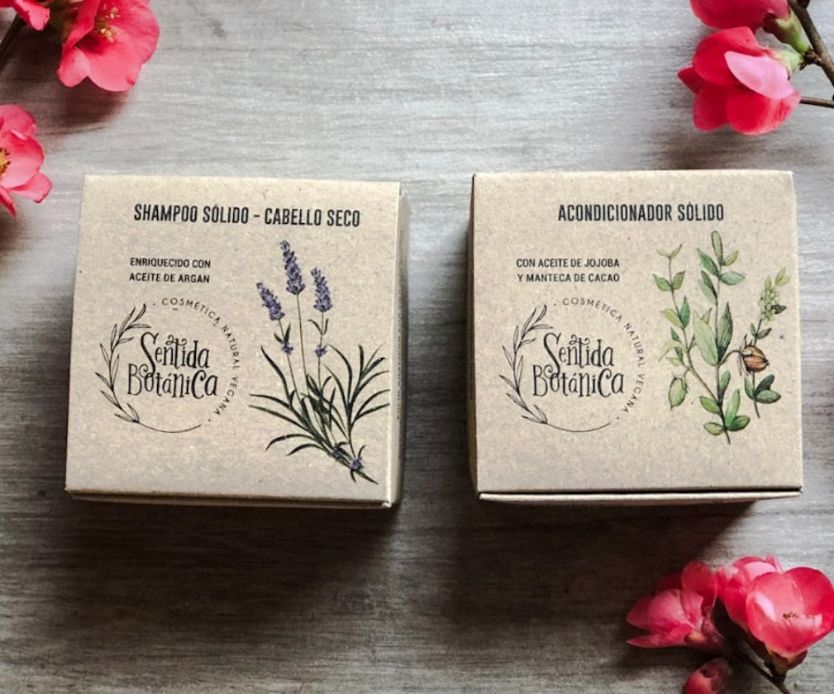 SHAMPOO SÓLIDO - CABELLO SECO
ENRIQUECIDO CON
ACEITE DE ARGAN
· COSMÉTICA NATURAL VEGANA ·
Sentida
Botánica
ACONDICIONADOR SÓLIDO
CON ACEITE DE JOJOBA
Y MANTECA DE CACAO
· COSMÉTICA NATURAL VEGANA ·
Sentida
Botánica